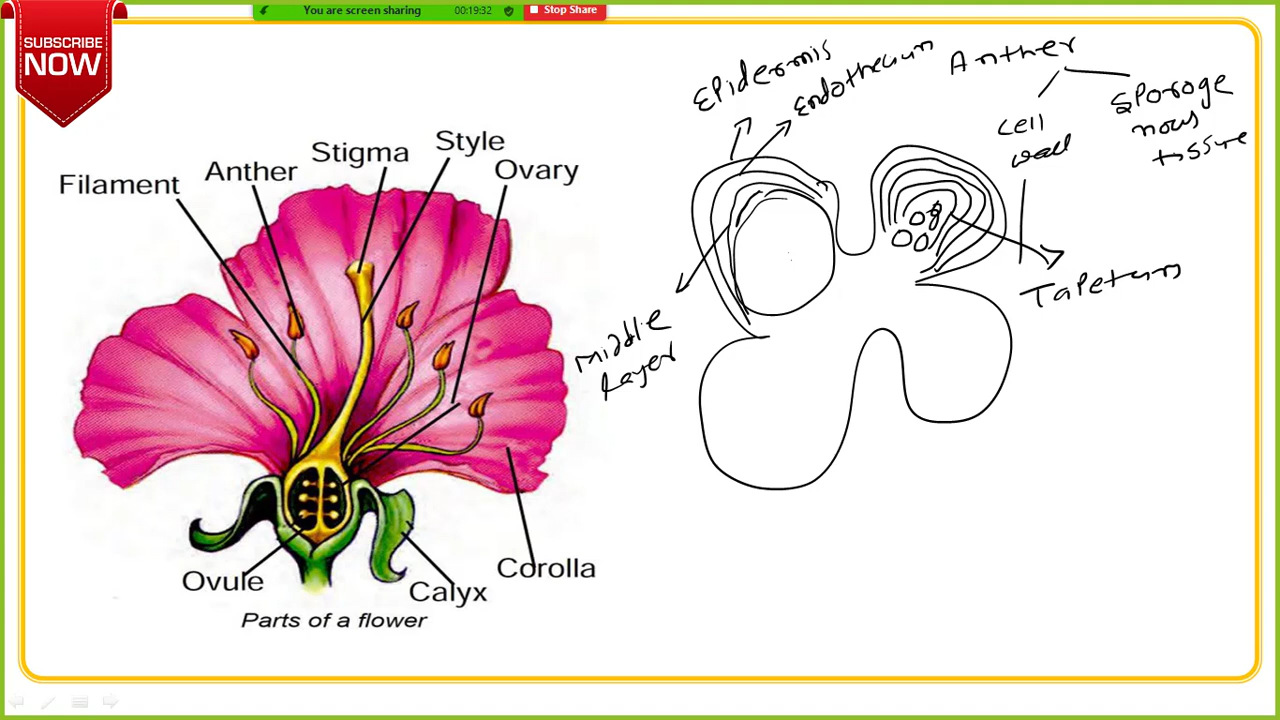 You are screen sharing
00:19:32
Stop Share
SUBSCRIBE
NOW
Filament
Anther
Stigma
Style
Ovary
Ovule
Calyx
Corolla
Parts of a flower
Epidermis
Endothecium
Anther
cell
wall
Sporoge
nous
tissue
Middle
Layer
Tapetum